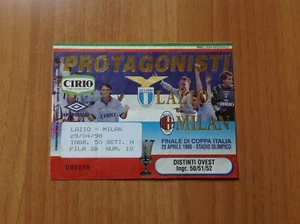 PROTAGONISTI
CIRIO
LAZIO
MILAN
LAZIO - MILAN
29/04/98
INGR. 50 SETT. H
FILA 38 NUM. 10
FINALE DI COPPA ITALIA
29 APRILE 1998 - STADIO OLIMPICO
DISTINTI OVEST
Ingr. 50/51/52